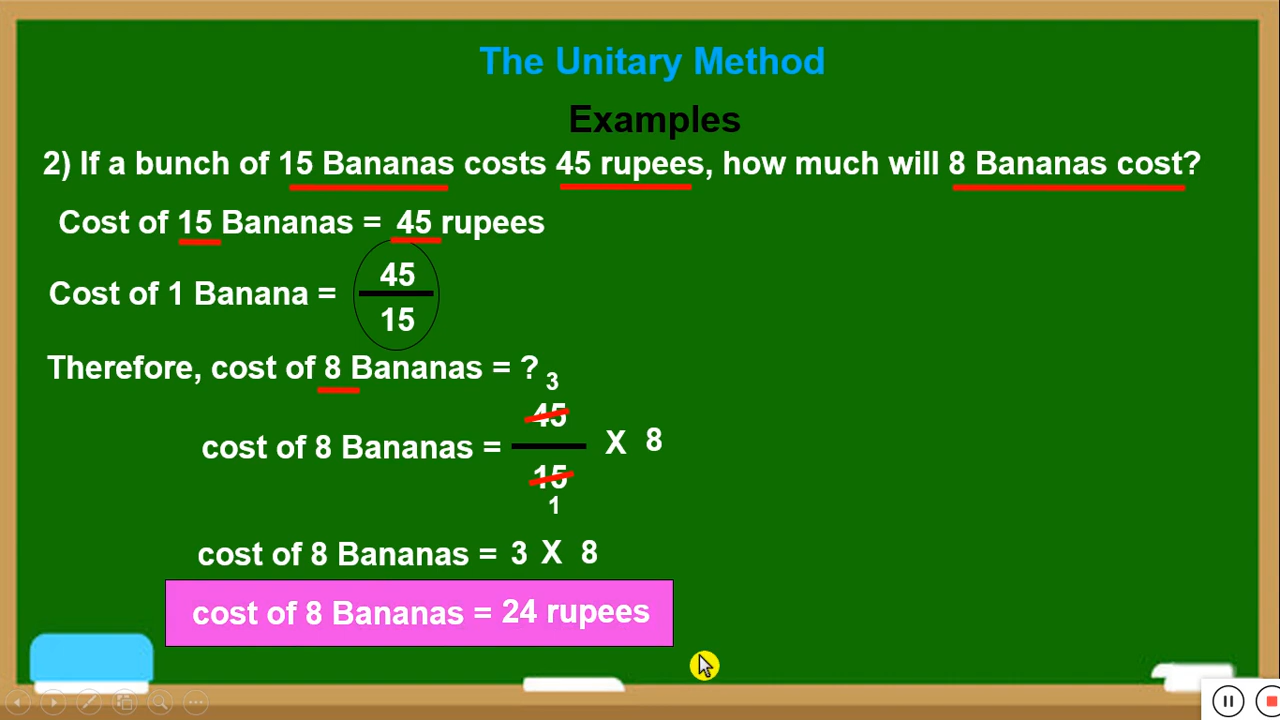 The Unitary Method
Examples
2) If a bunch of 15 Bananas costs 45 rupees, how much will 8 Bananas cost?
Cost of 15 Bananas = 45 rupees
Cost of 1 Banana = 45
15
Therefore, cost of 8 Bananas = ?
3
cost of 8 Bananas = 45 X 8
15
1
cost of 8 Bananas = 3 X 8
cost of 8 Bananas = 24 rupees